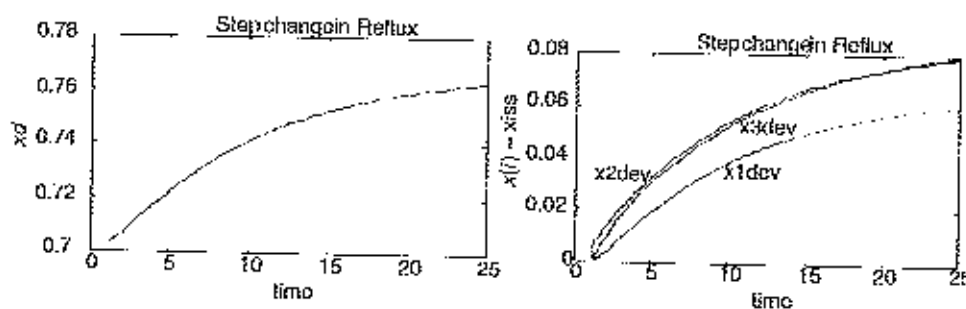 Stepchangein Reflux
0.78
0.76
0.74
0.72
0.7
xd
0
5
10
15
20
25
time
Stepchangein Reflux
0.08
0.06
0.04
0.02
0
x(i) - xiss
x2dev
x3dev
x1dev
0
5
10
15
20
25
time